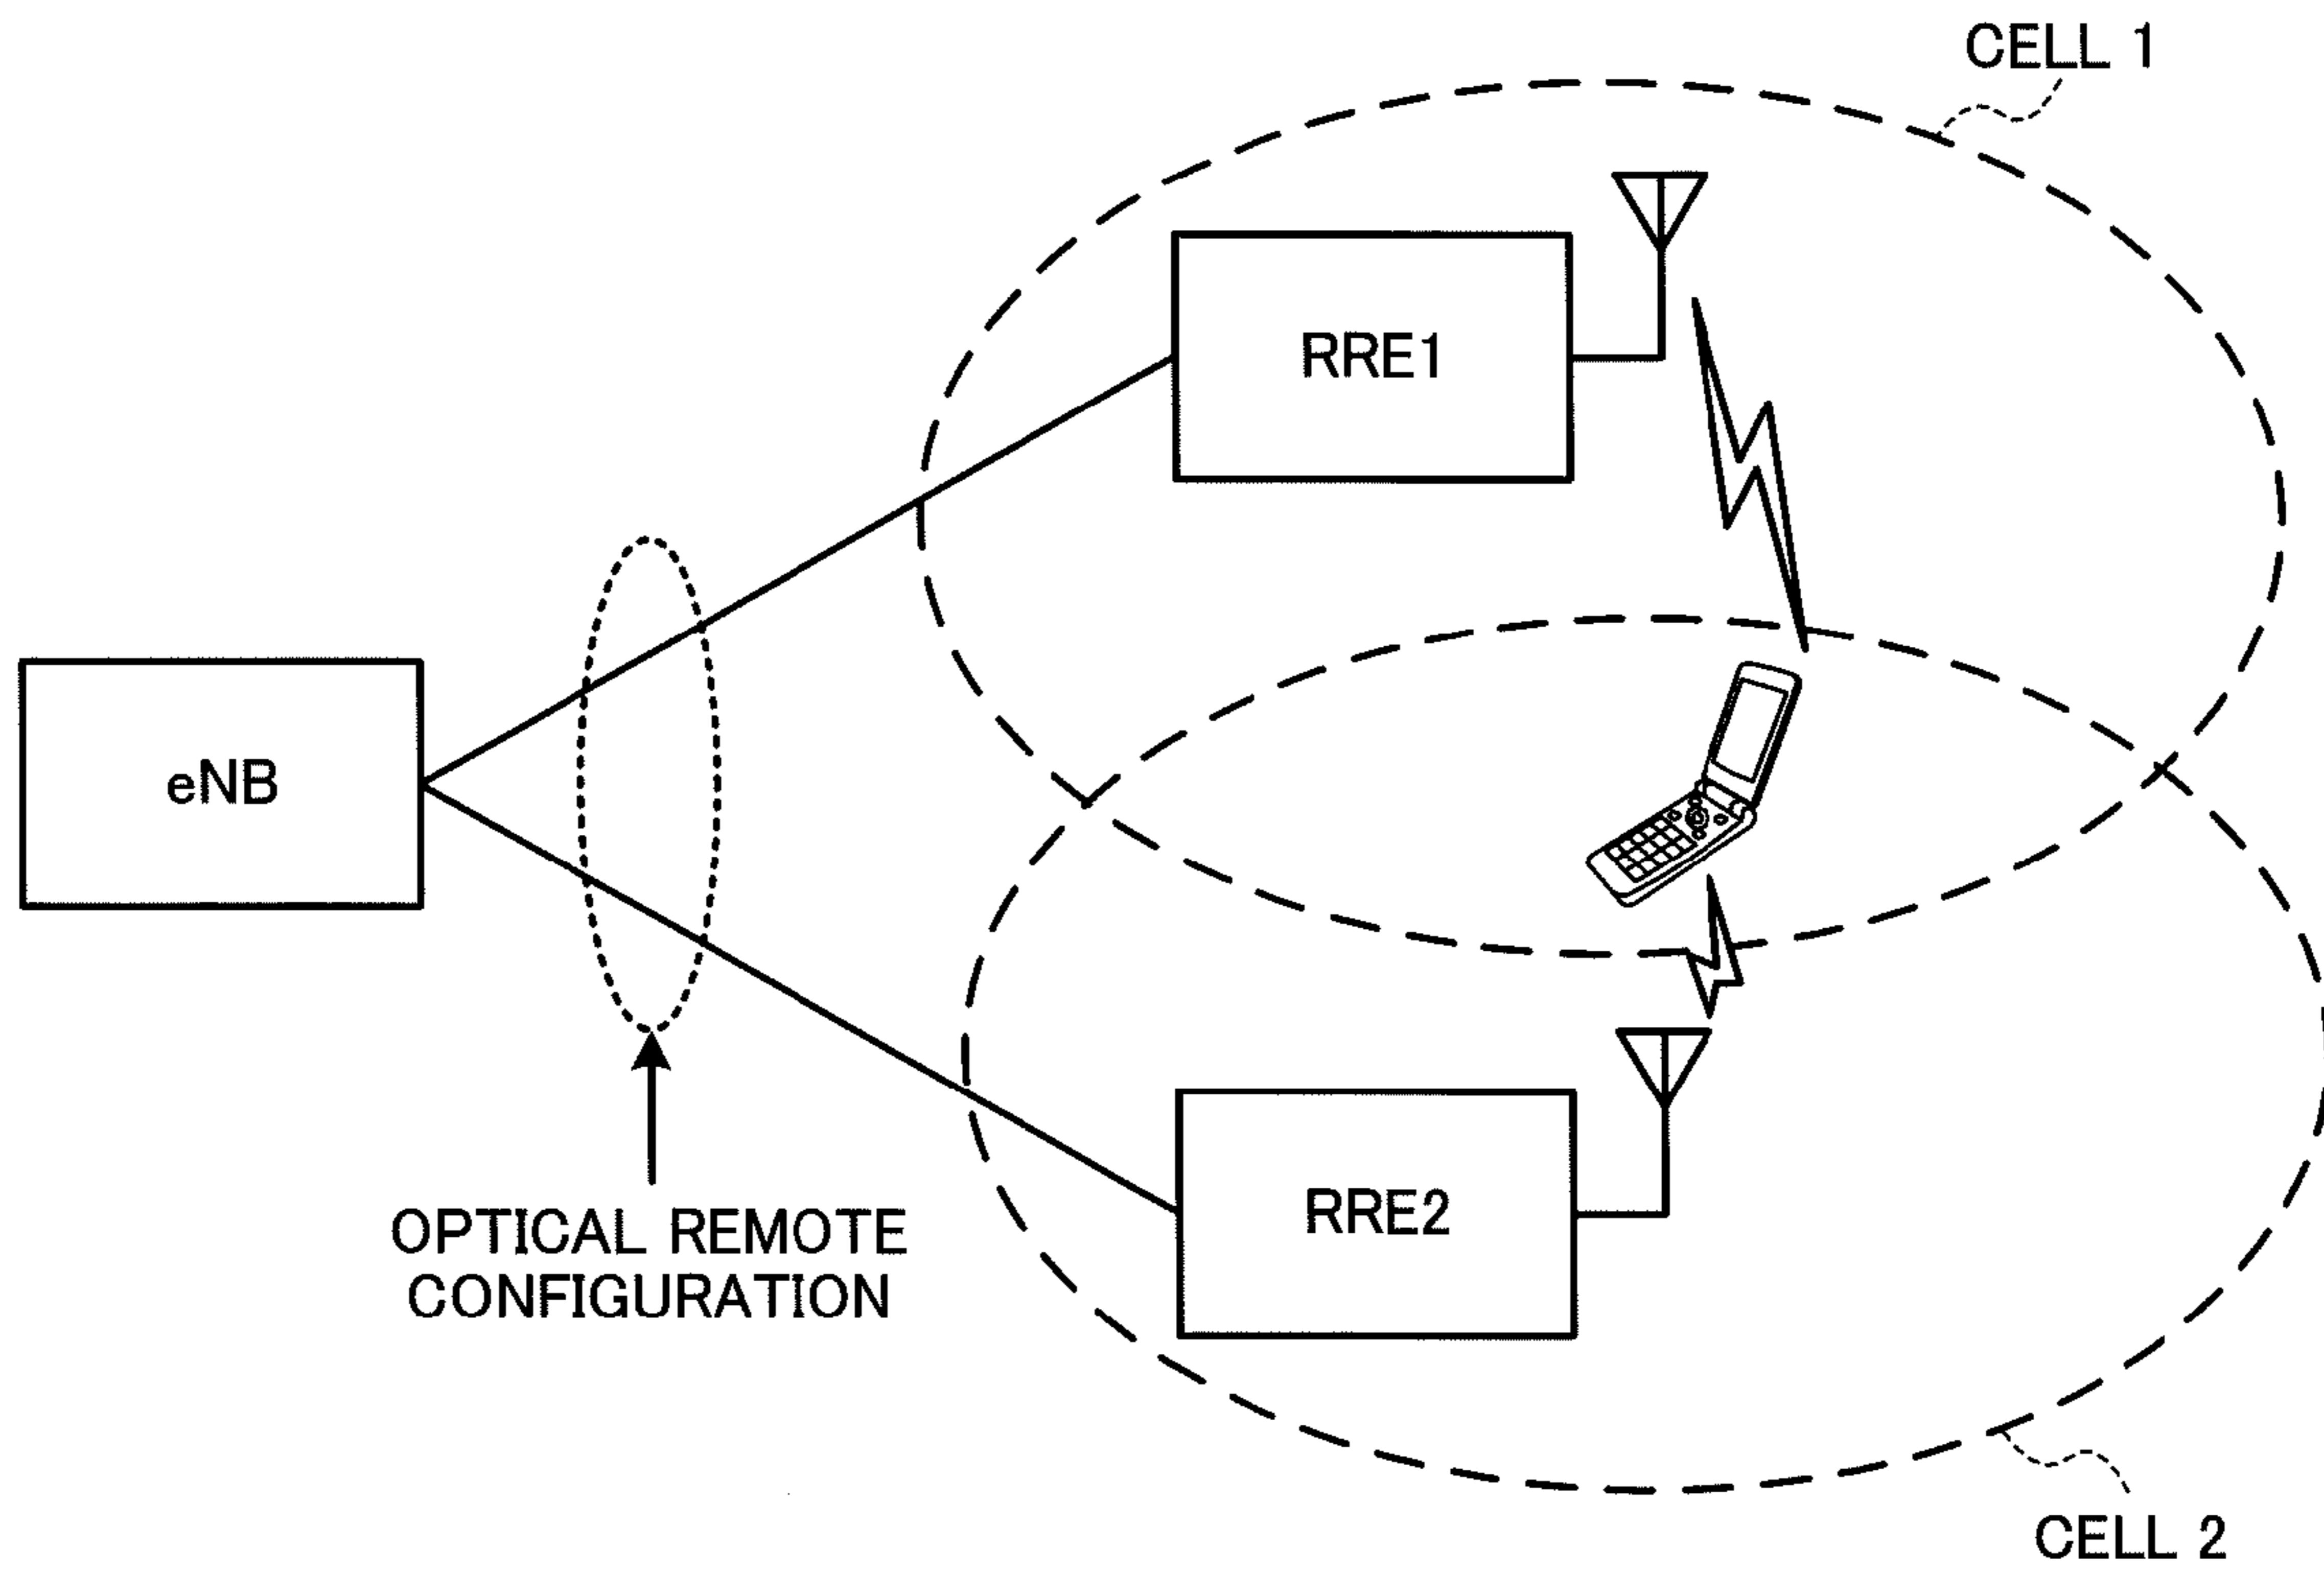 CELL 1
RRE1
eNB
RRE2
OPTICAL REMOTE
CONFIGURATION
CELL 2